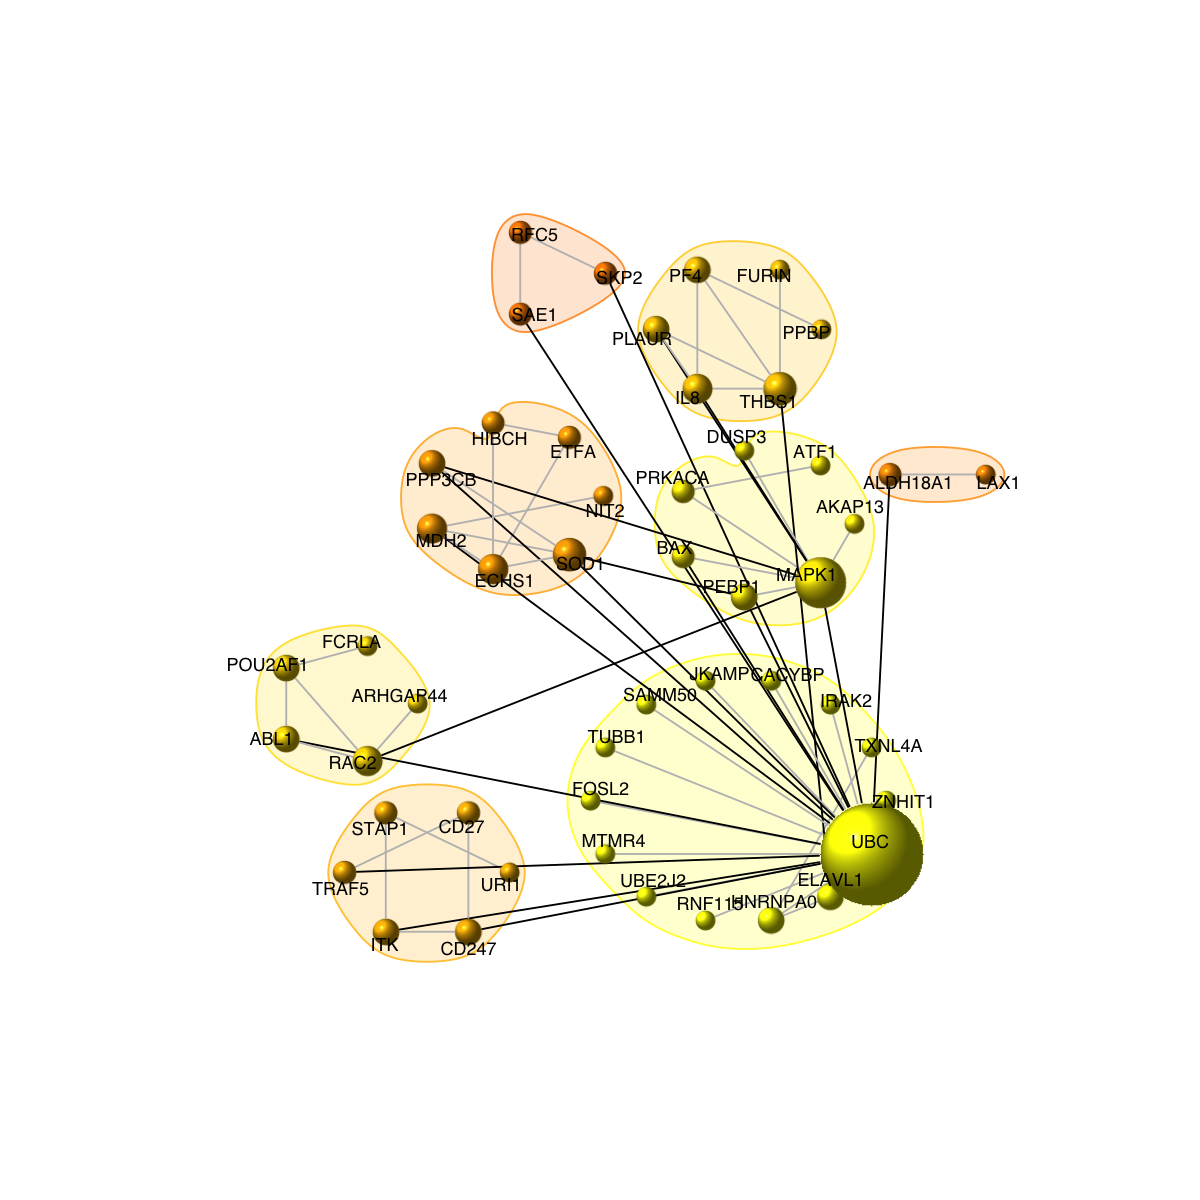 RFC5
SKP2
SAE1
PF4
FURIN
PPBP
PLAUR
IL8
THBS1
HIBCH
ETFA
PPP3CB
NIT2
MDH2
SOD1
ECHS1
DUSP3
ATF1
PRKACA
AKAP13
BAX
MAPK1
PEBP1
ALDH18A1
LAX1
FCRLA
POU2AF1
ARHGAP44
ABL1
RAC2
JKAMP
CACYBP
SAMM50
IRAK2
TUBB1
TXNL4A
FOSL2
ZNHIT1
MTMR4
UBC
UBE2J2
ELAVL1
RNF115
HNRNPA0
STAP1
CD27
TRAF5
URI1
ITK
CD247